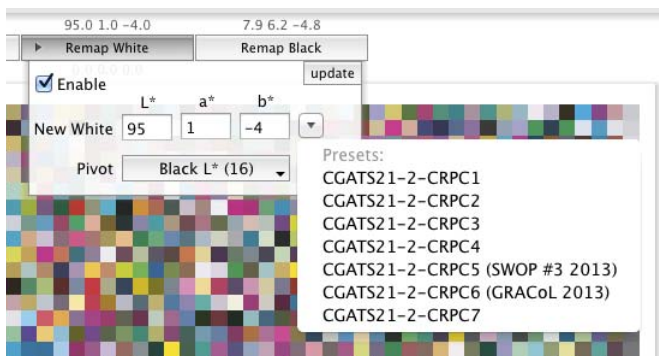 95.0 1.0 -4.0 7.9 6.2 -4.8
Remap White Remap Black
update
Enable
L* a* b*
New White 95 1 -4
Pivot Black L* (16)
Presets:
CGATS21-2-CRPC1
CGATS21-2-CRPC2
CGATS21-2-CRPC3
CGATS21-2-CRPC4
CGATS21-2-CRPC5 (SWOP #3 2013)
CGATS21-2-CRPC6 (GRACoL 2013)
CGATS21-2-CRPC7